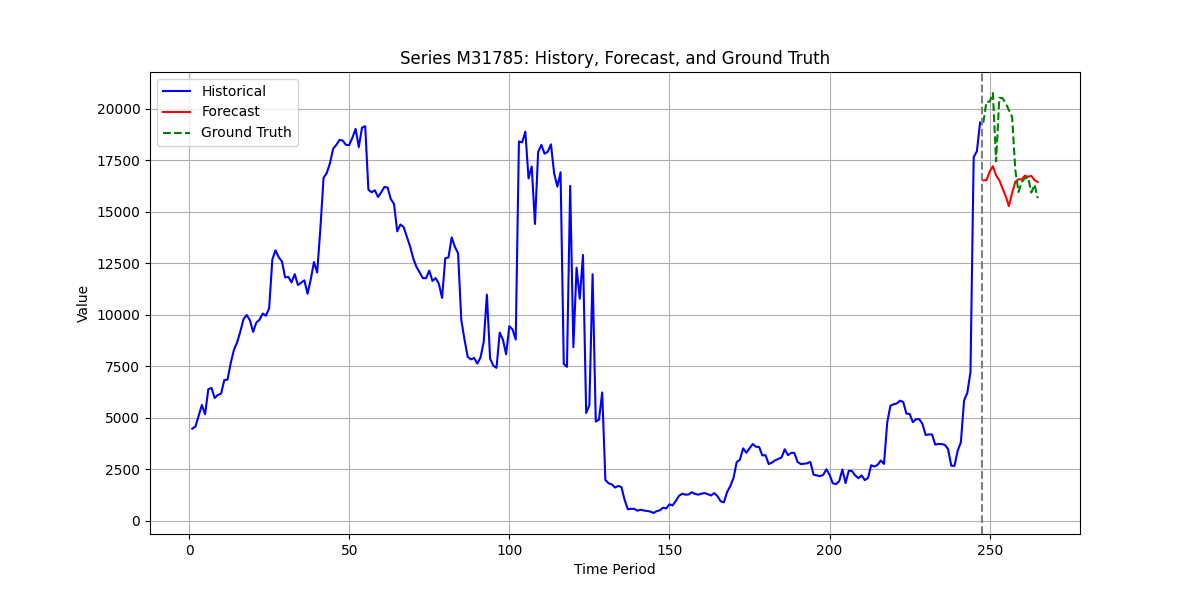 Series M31785: History, Forecast, and Ground Truth
Historical
Forecast
Ground Truth
20000
17500
15000
12500
10000
7500
5000
2500
0
Value
0 50 100 150 200 250
Time Period